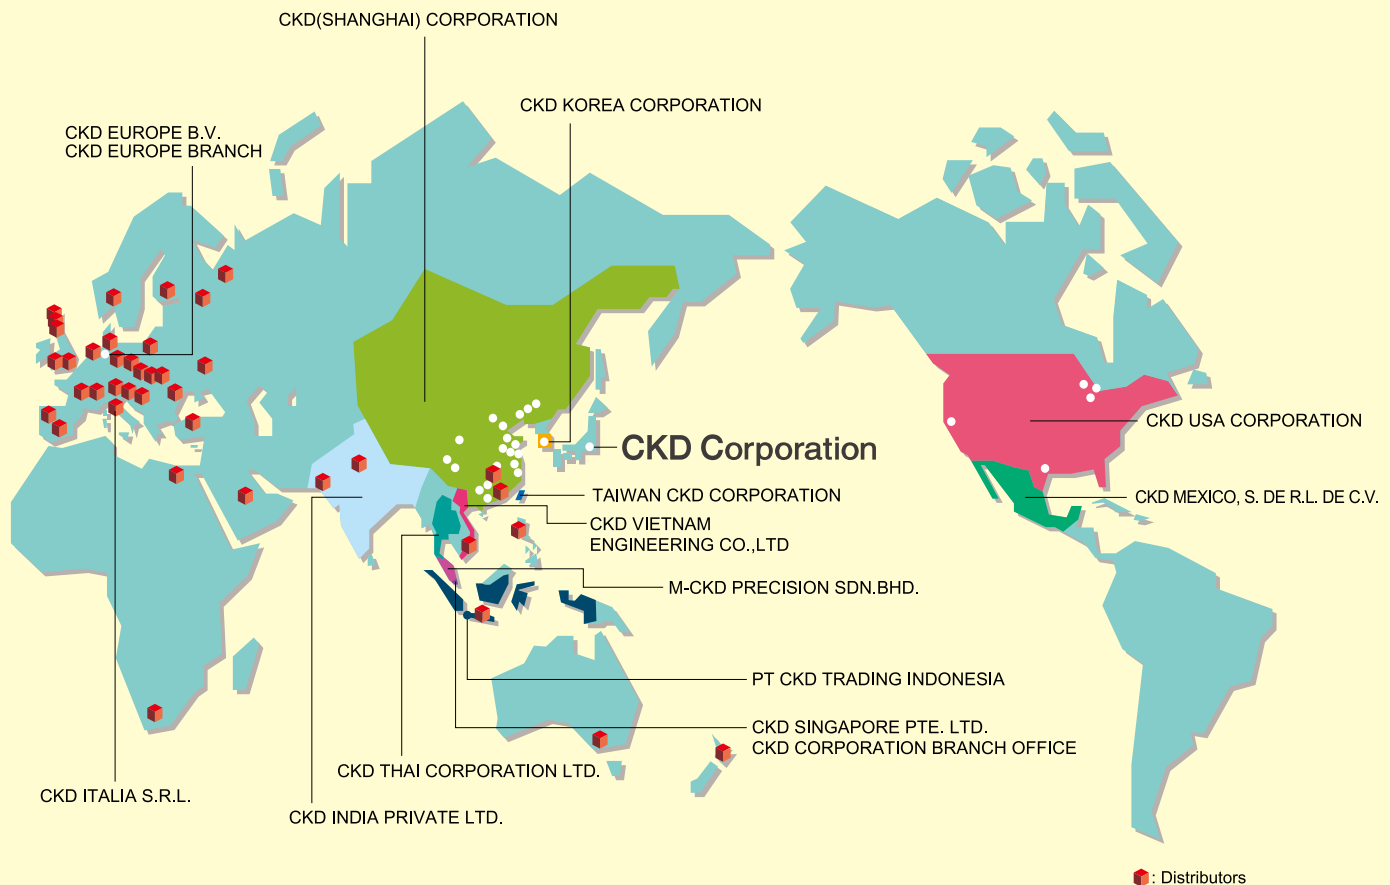 CKD(SHANGHAI) CORPORATION
CKD KOREA CORPORATION
CKD EUROPE B.V.
CKD EUROPE BRANCH
CKD USA CORPORATION
CKD Corporation
TAIWAN CKD CORPORATION
CKD MEXICO, S. DE R.L. DE C.V.
CKD VIETNAM
ENGINEERING CO.,LTD
M-CKD PRECISION SDN.BHD.
PT CKD TRADING INDONESIA
CKD SINGAPORE PTE. LTD.
CKD CORPORATION BRANCH OFFICE
CKD THAI CORPORATION LTD.
CKD ITALIA S.R.L.
CKD INDIA PRIVATE LTD.
: Distributors